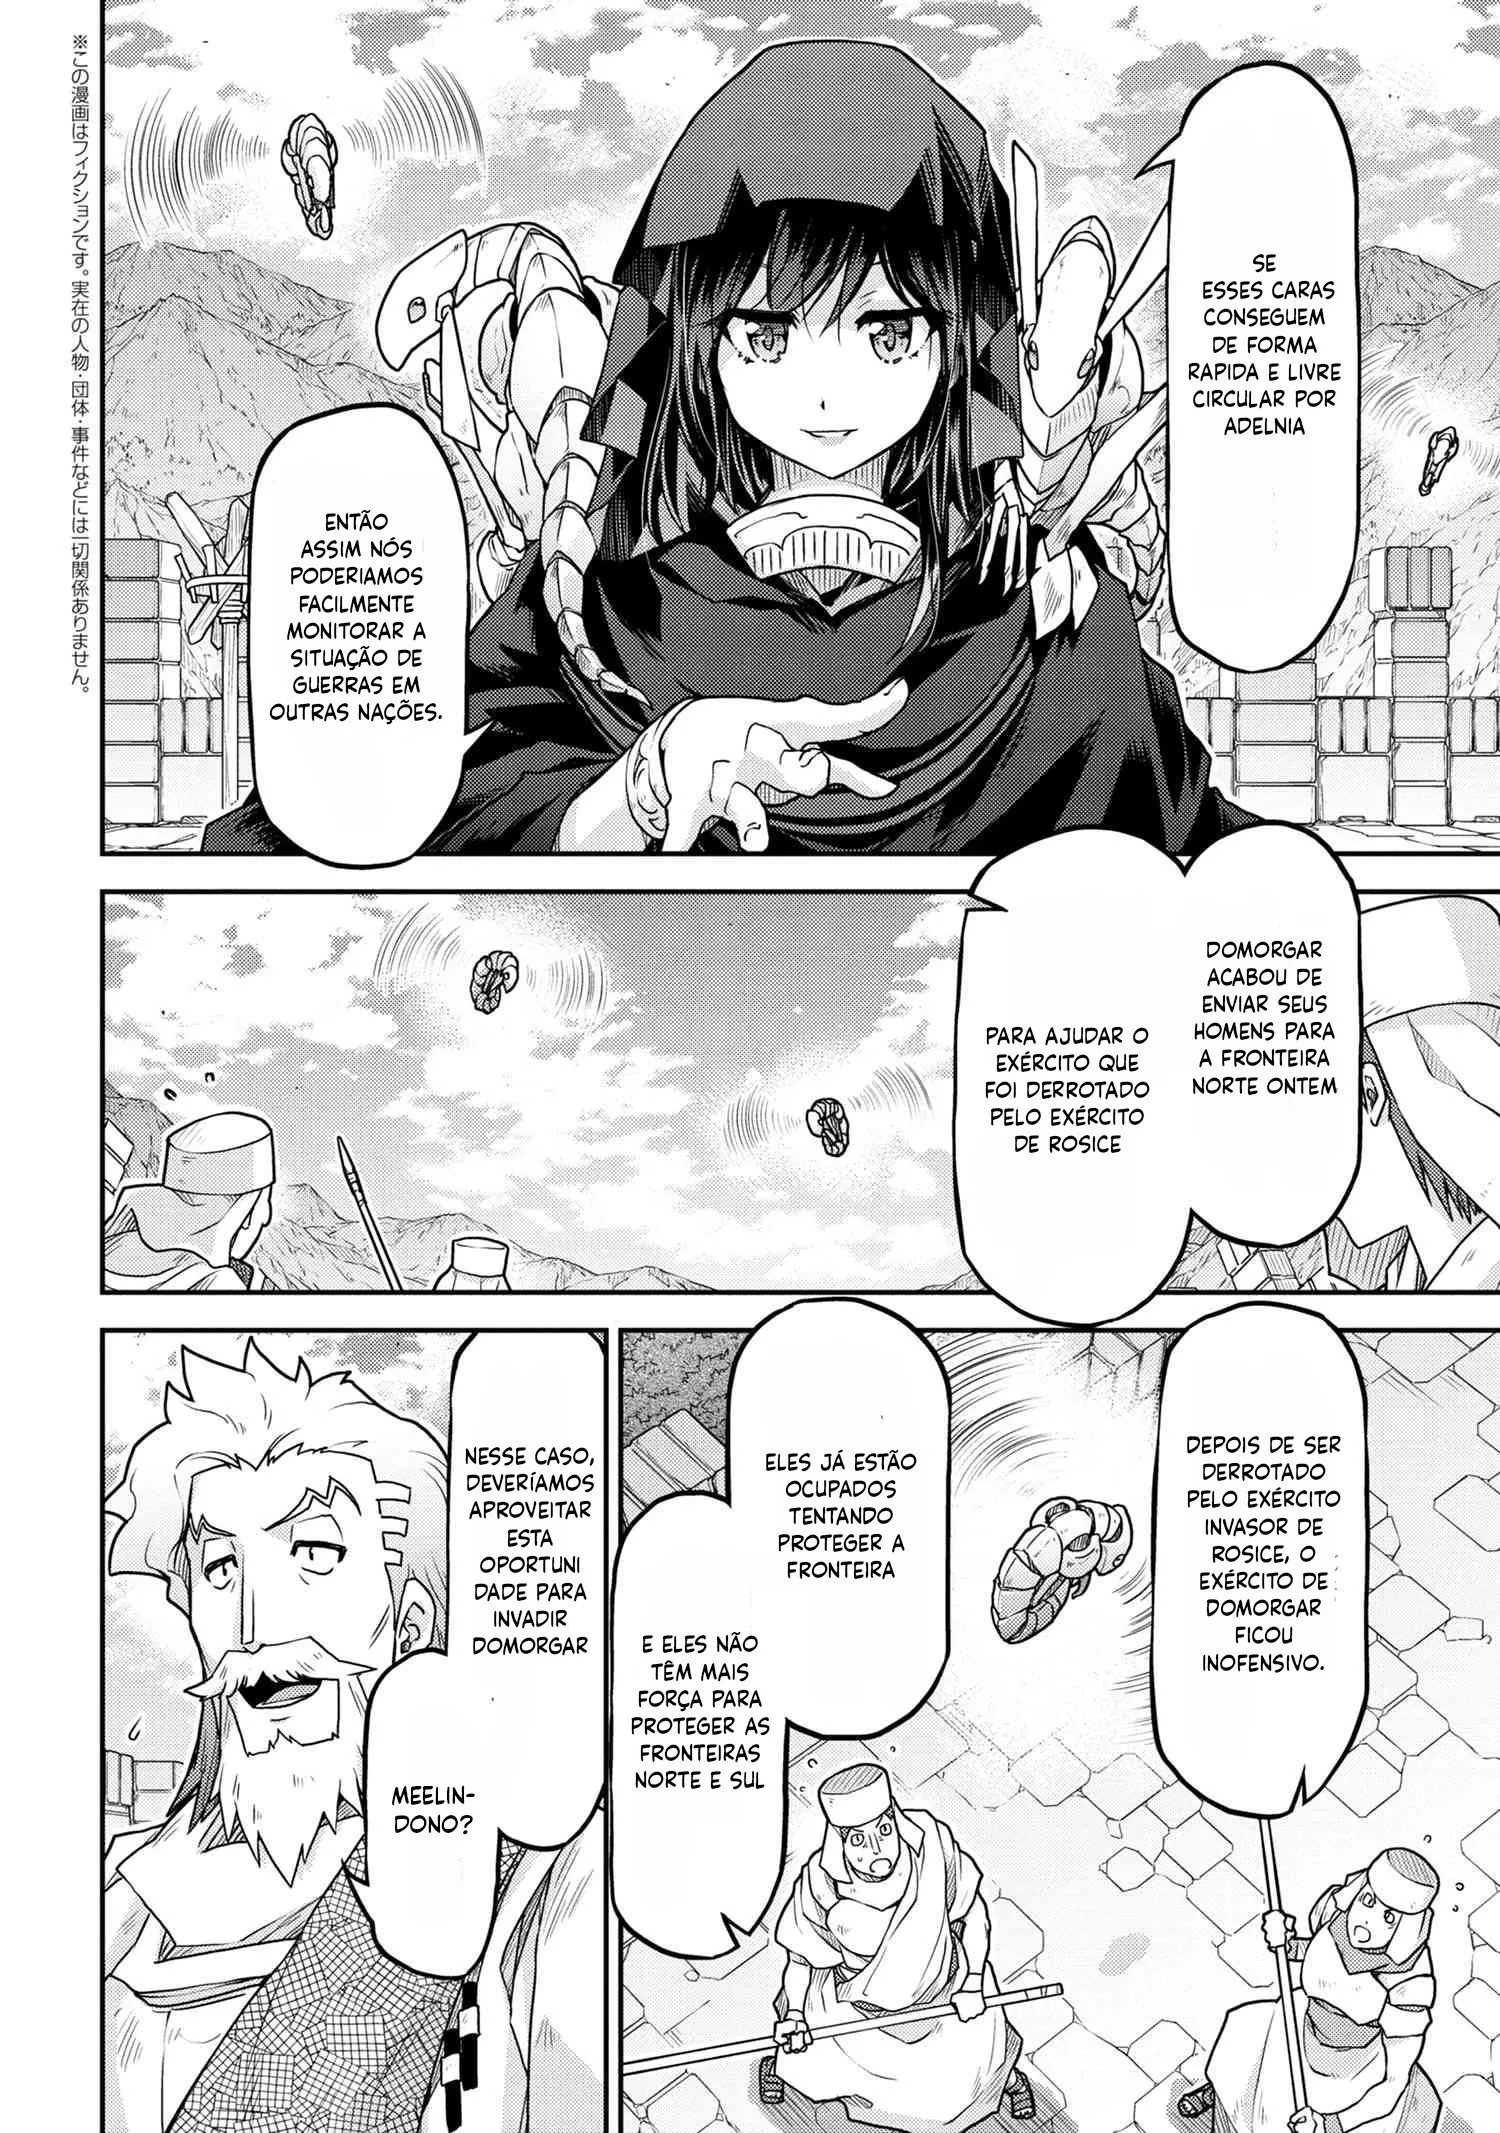 ※この漫画はフィクションです。実在の人物・団体・事件などには一切関係ありません。
SE
ESSES CARAS
CONSEGUEM
DE FORMA
RAPIDA E LIVRE
CIRCULAR POR
ADELNIA
ENTÃO
ASSIM NÓS
PODERIAMOS
FACILMENTE
MONITORAR A
SITUAÇÃO DE
GUERRAS EM
OUTRAS NAÇÕES.
DOMORGAR
ACABOU DE
ENVIAR SEUS
HOMENS PARA
A FRONTEIRA
NORTE ONTEM
PARA AJUDAR O
EXÉRCITO QUE
FOI DERROTADO
PELO EXÉRCITO
DE ROSICE
DEPOIS DE SER
DERROTADO
PELO EXÉRCITO
INVASOR DE
ROSICE, O
EXÉRCITO DE
DOMORGAR
FICOU
INOFENSIVO.
ELES JÁ ESTÃO
OCUPADOS
TENTANDO
PROTEGER A
FRONTEIRA
E ELES NÃO
TÊM MAIS
FORÇA PARA
PROTEGER AS
FRONTEIRAS
NORTE E SUL
NESSE CASO,
DEVERÍAMOS
APROVEITAR
ESTA
OPORTUNI
DADE PARA
INVADIR
DOMORGAR
MEELIN-
DONO?